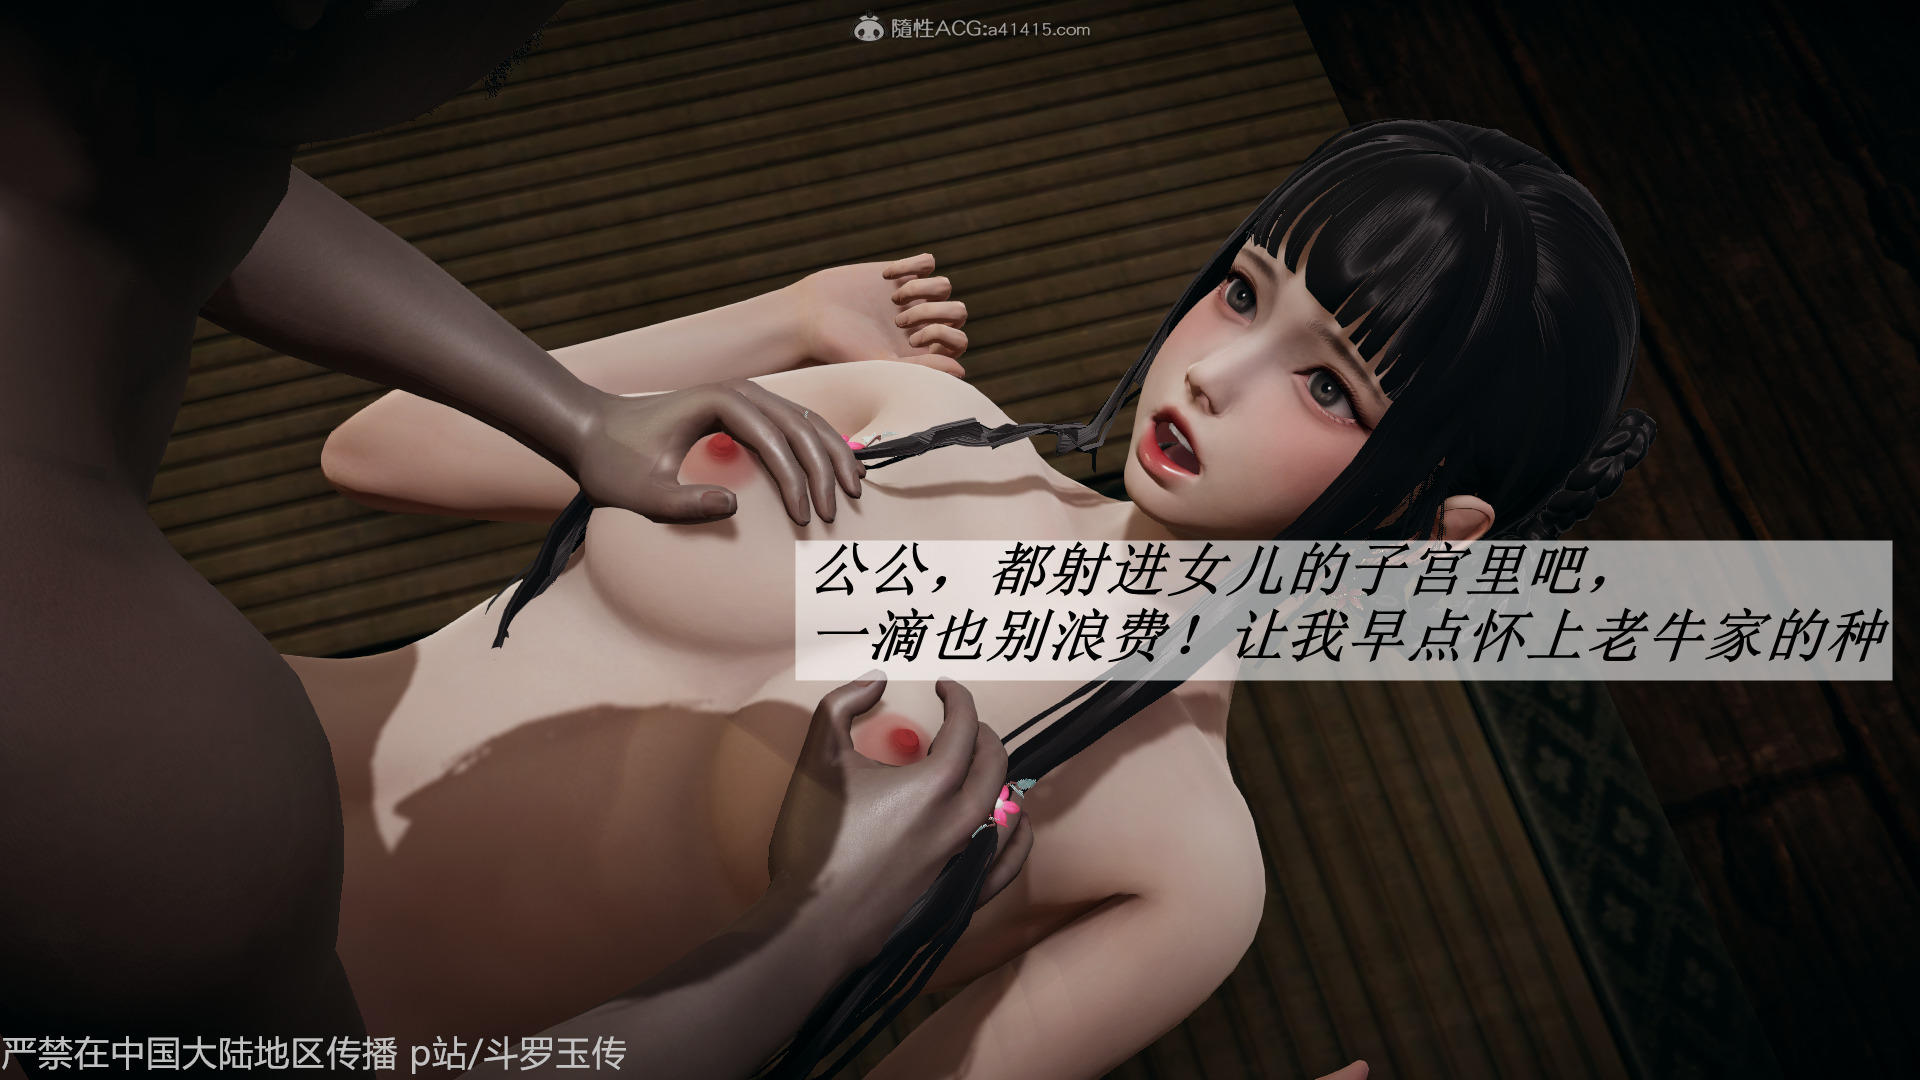 隨性ACG:a41415.com
公公，都射进女儿的子宫里吧，
一滴也别浪费！让我早点怀上老牛家的种
严禁在中国大陆地区传播 p站/斗罗玉传